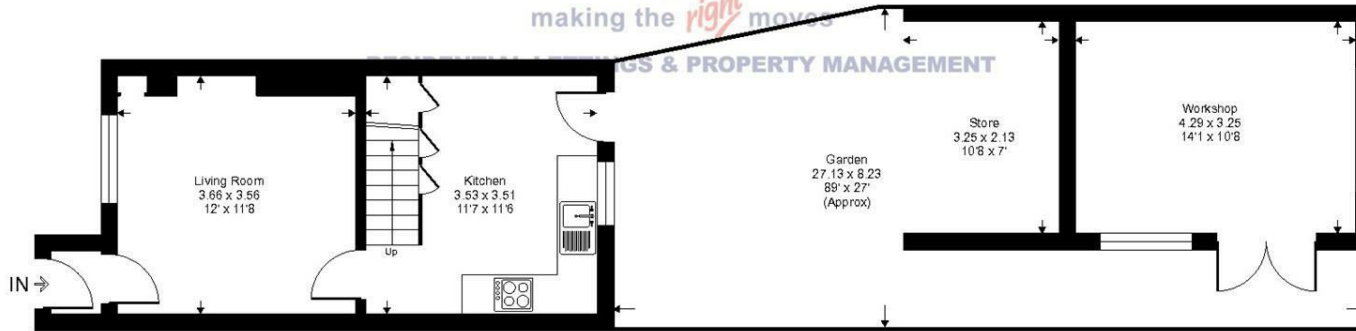 making the right moves
RESIDENTIAL LETTINGS & PROPERTY MANAGEMENT
Living Room
3.66 x 3.56
12' x 11'8
Kitchen
3.53 x 3.51
11'7 x 11'6
Up
IN
Garden
27.13 x 8.23
89' x 27'
(Approx)
Store
3.25 x 2.13
10'8 x 7'
Workshop
4.29 x 3.25
14'1 x 10'8